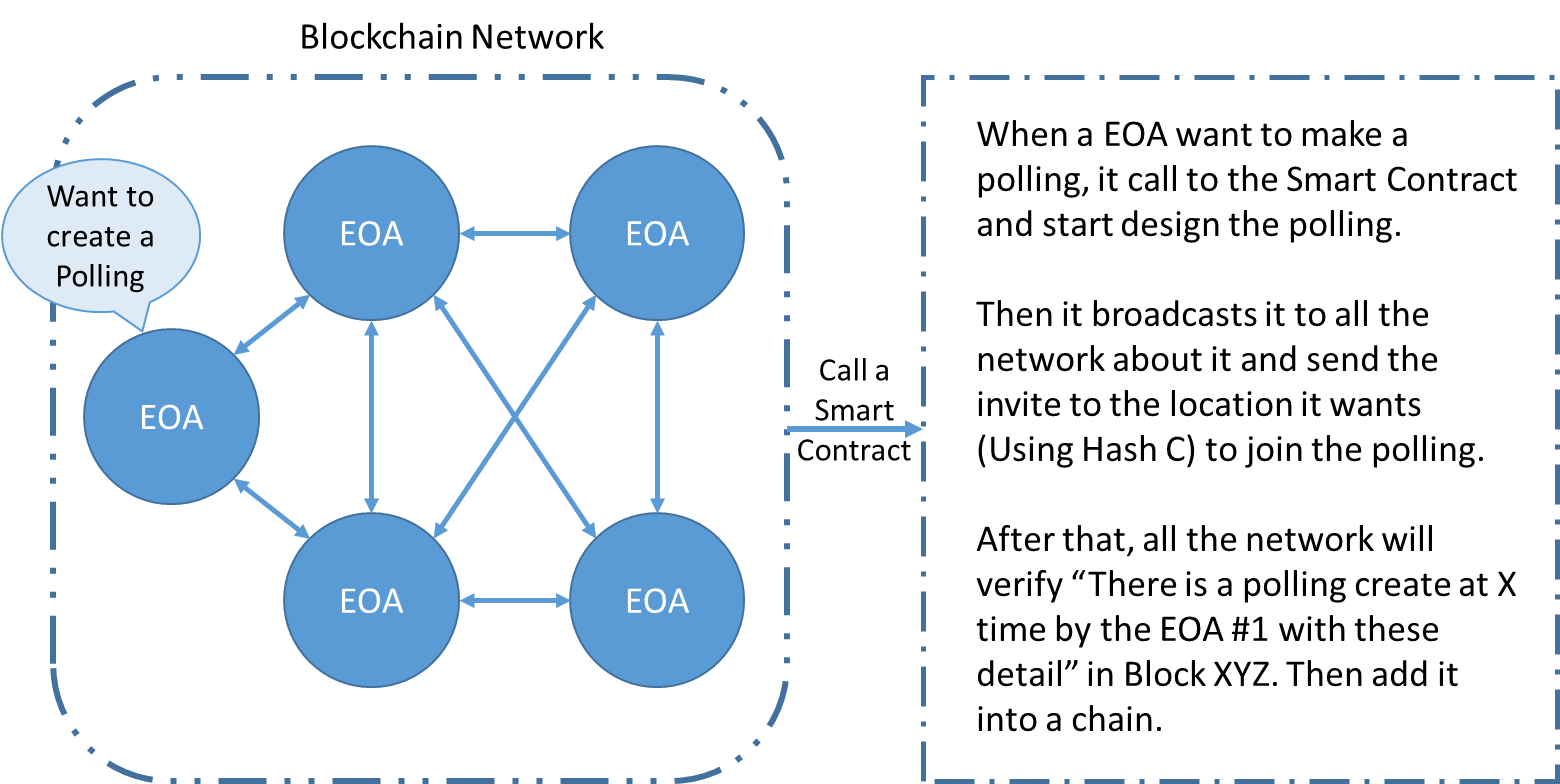 Blockchain Network
Want to
create a
Polling
EOA
EOA
EOA
EOA
EOA
Call a
Smart
Contract
When a EOA want to make a
polling, it call to the Smart Contract
and start design the polling.
Then it broadcasts it to all the
network about it and send the
invite to the location it wants
(Using Hash C) to join the polling.
After that, all the network will
verify “There is a polling create at X
time by the EOA #1 with these
detail” in Block XYZ. Then add it
into a chain.